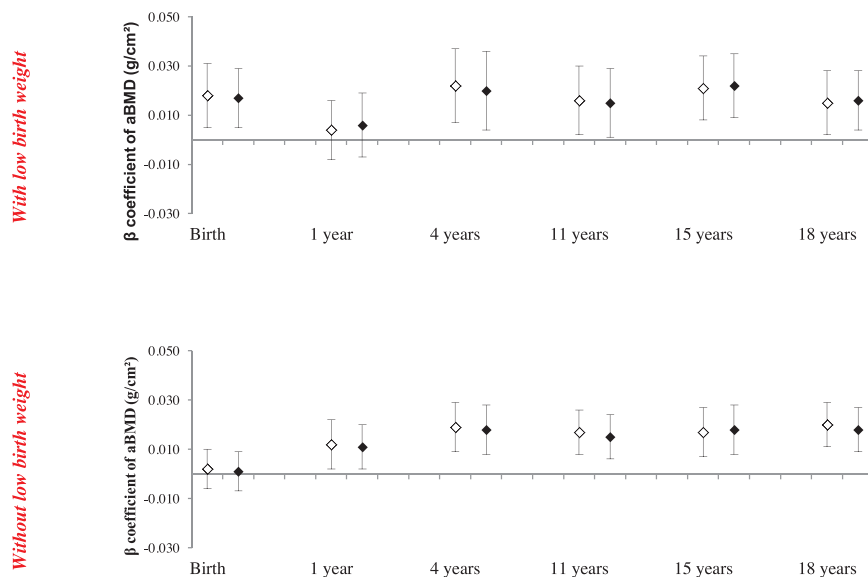 With low birth weight
β coefficient of aBMD (g/cm²)
0.050
0.030
0.010
-0.010
-0.030
Birth 1 year 4 years 11 years 15 years 18 years
Without low birth weight
β coefficient of aBMD (g/cm²)
0.050
0.030
0.010
-0.010
-0.030
Birth 1 year 4 years 11 years 15 years 18 years